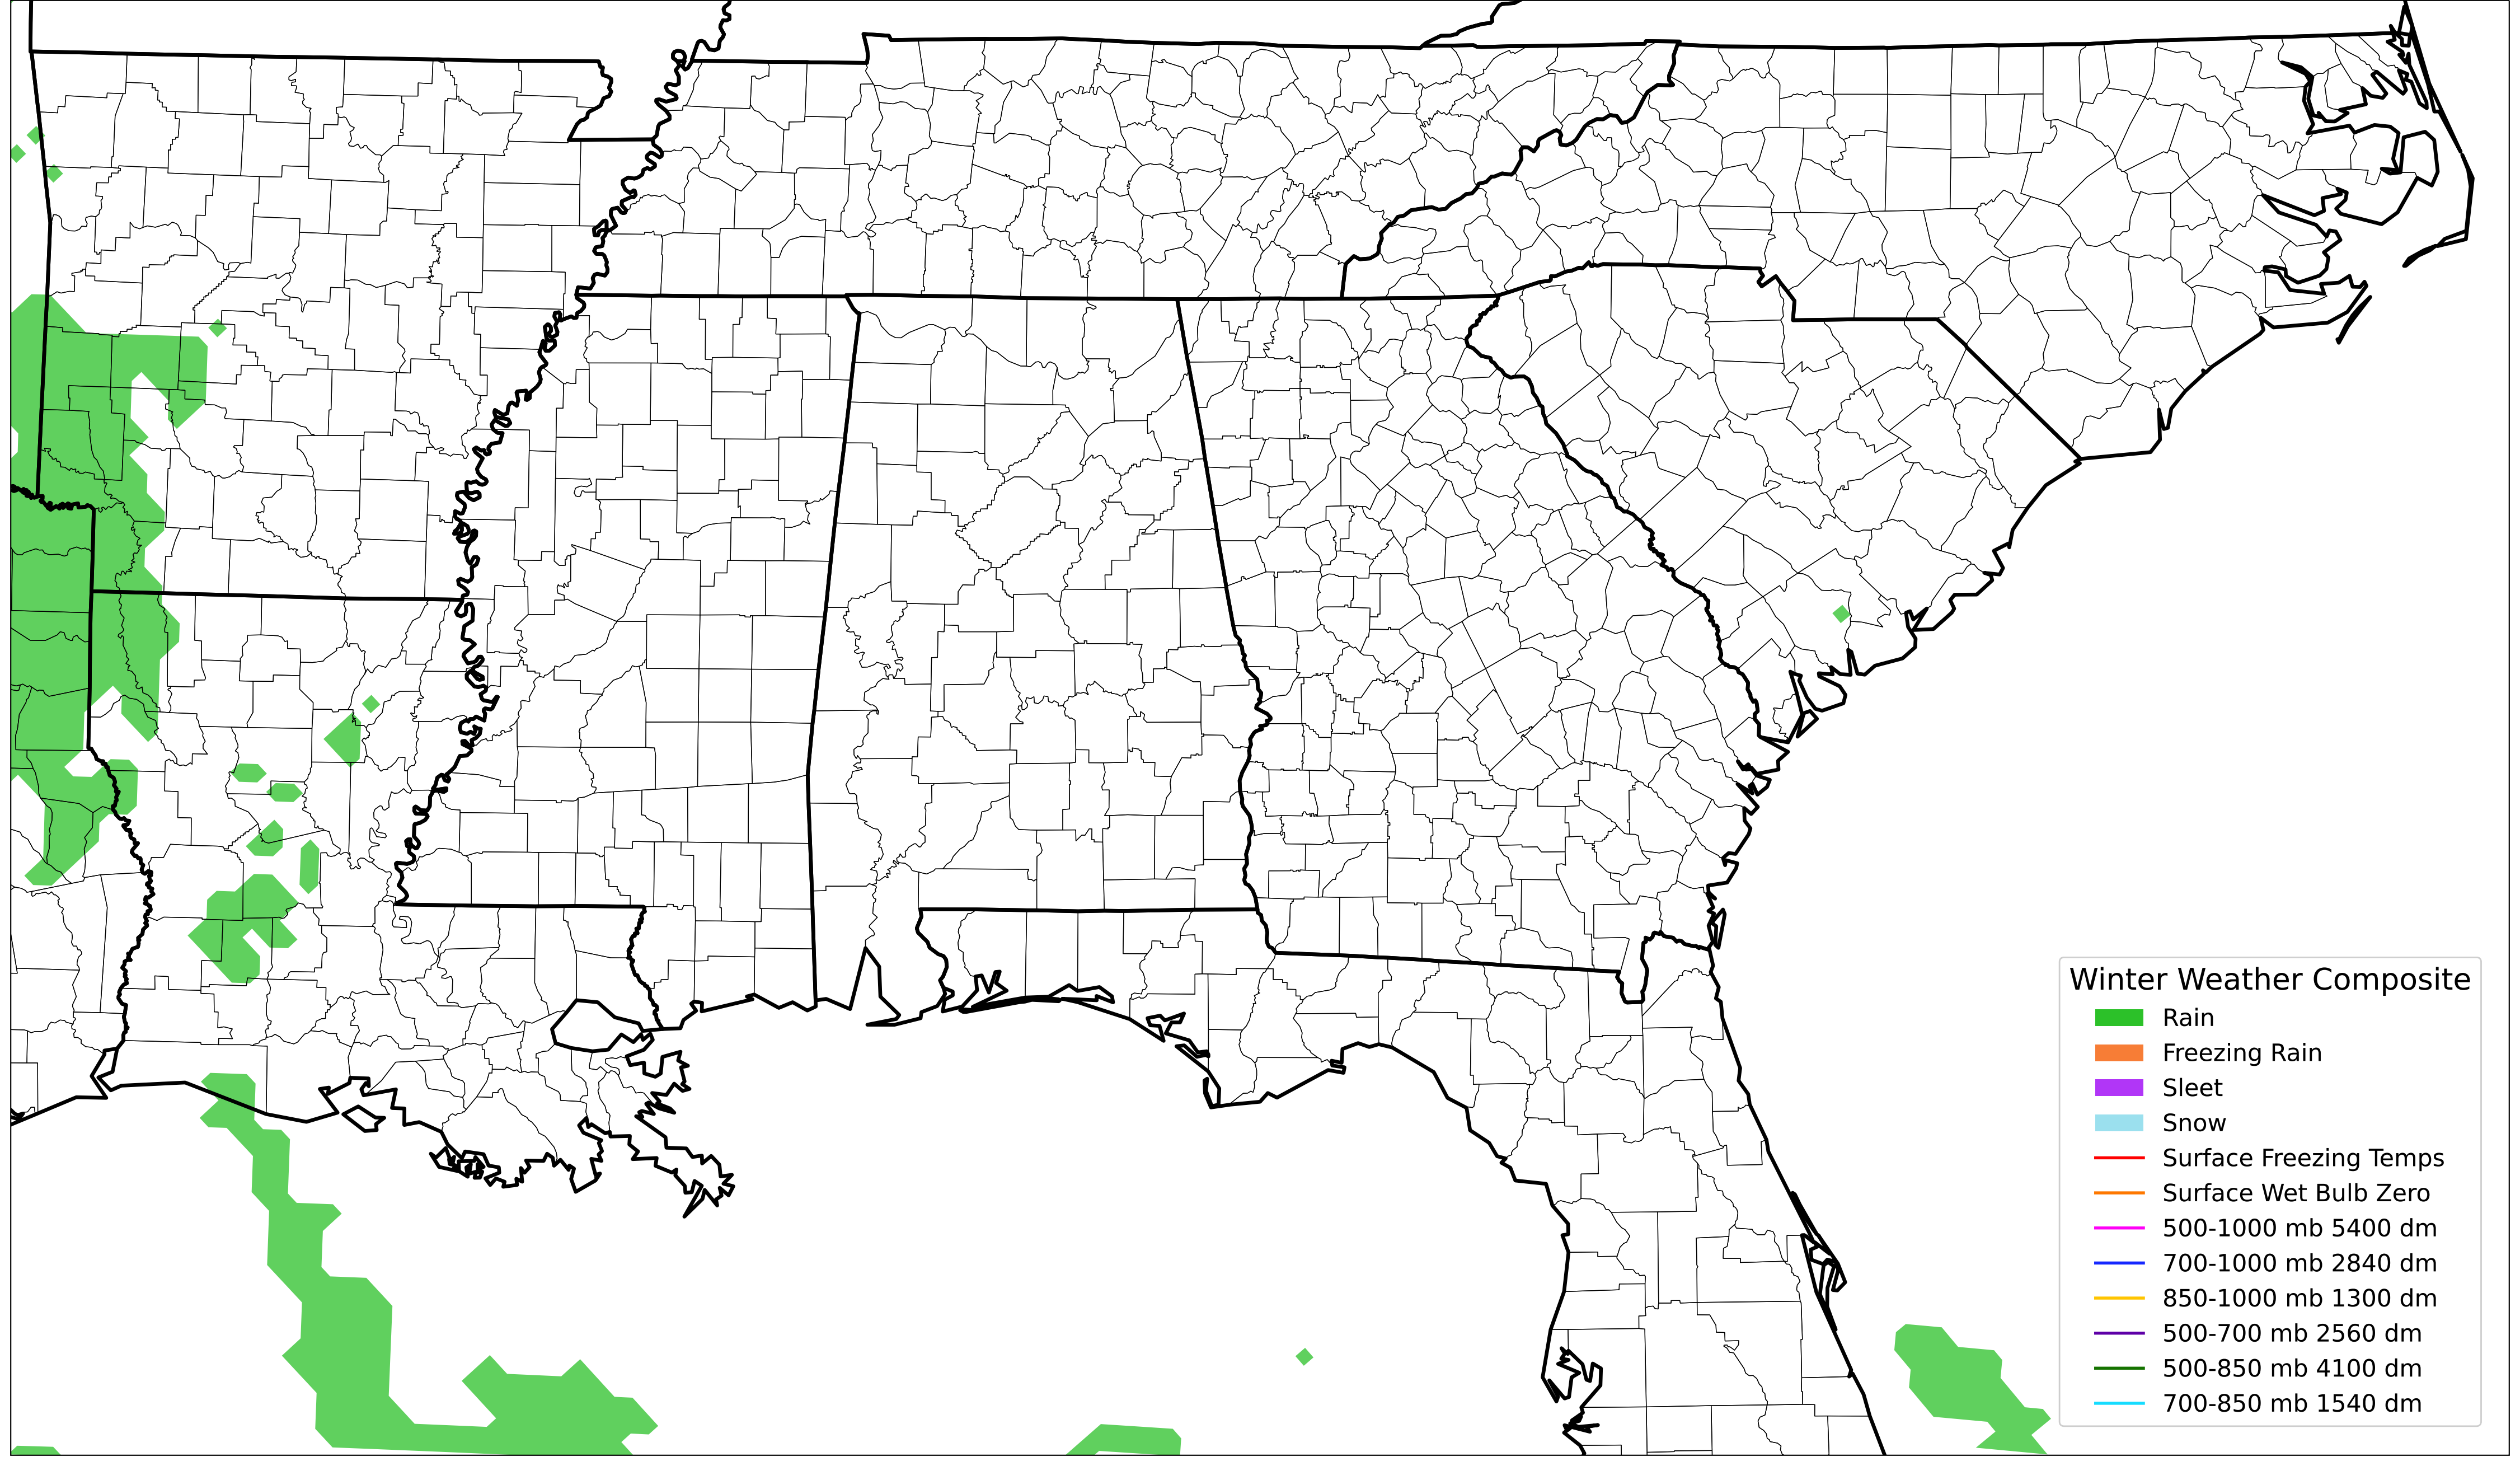 Winter Weather Composite
Rain
Freezing Rain
Sleet
Snow
Surface Freezing Temps
Surface Wet Bulb Zero
500-1000 mb 5400 dm
700-1000 mb 2840 dm
850-1000 mb 1300 dm
500-700 mb 2560 dm
500-850 mb 4100 dm
700-850 mb 1540 dm